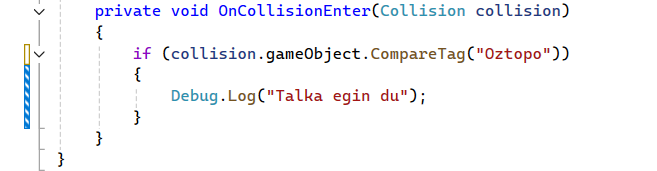 private void OnCollisionEnter(Collision collision)
{
if (collision.gameObject.CompareTag("Oztopo"))
{
Debug.Log("Talka egin du");
}
}
}